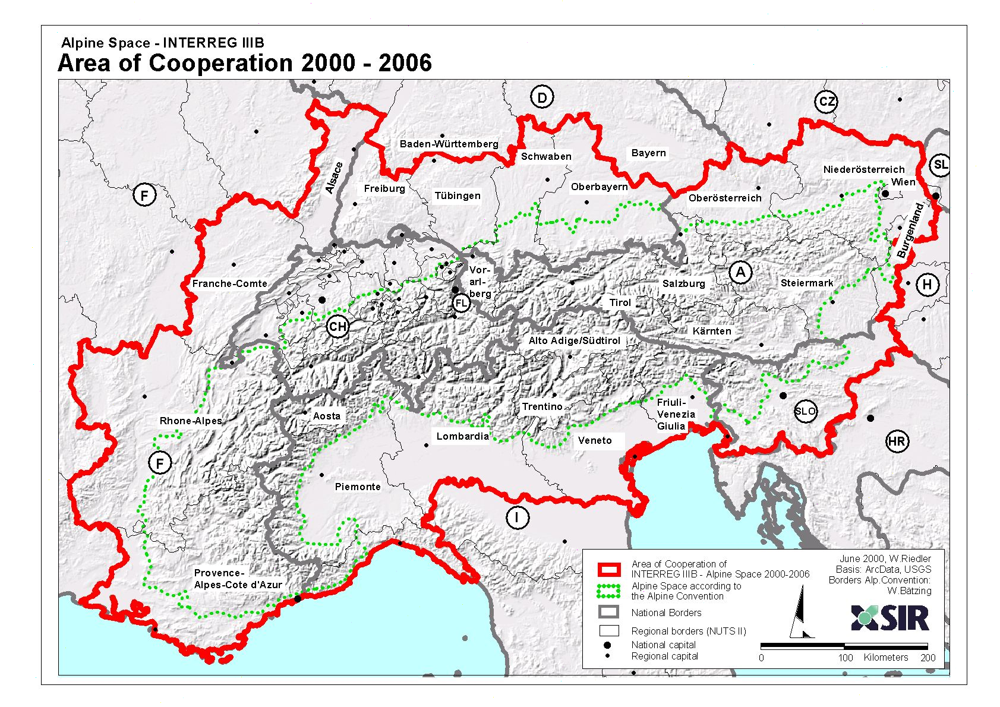 Alpine Space - INTERREG IIIB
Area of Cooperation 2000 - 2006
D
CZ
Baden-Württemberg
Schwaben
Bayern
SL
Niederösterreich
Wien
Alsace
Freiburg
Tübingen
Oberbayern
Oberösterreich
F
Burgenland
Franche-Comte
Vor-
arl-
berg
FL
CH
Salzburg
A
Steiermark
H
Tirol
Kärnten
Alto Adige/Südtirol
Aosta
Trentino
Friuli-
Venezia
Giulia
SLO
Rhone-Alpes
Lombardia
Veneto
HR
F
Piemonte
I
Provence-
Alpes-Cote d'Azur
Area of Cooperation of
INTERREG IIIB - Alpine Space 2000-2006
Alpine Space according to
the Alpine Convention
National Borders
Regional borders (NUTS II)
National capital
Regional capital
June 2000, W.Riedler
Basis: ArcData, USGS
Borders Alp.Convention:
W.Bätzing
SIR
0 100 Kilometers 200